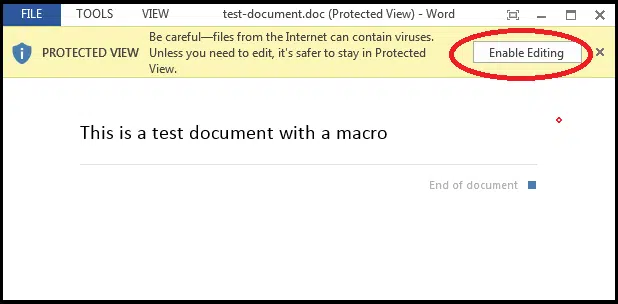 FILE TOOLS VIEW test-document.doc (Protected View) - Word
PROTECTED VIEW Be careful—files from the Internet can contain viruses. Enable Editing
Unless you need to edit, it's safer to stay in Protected
View.
This is a test document with a macro
End of document